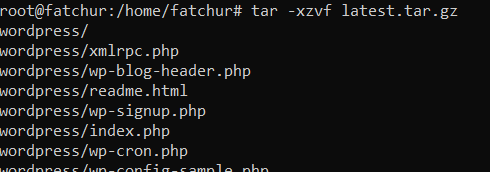 root@fatchur:/home/fatchur# tar -xzvf latest.tar.gz
wordpress/
wordpress/xmlrpc.php
wordpress/wp-blog-header.php
wordpress/readme.html
wordpress/wp-signup.php
wordpress/index.php
wordpress/wp-cron.php
wordpress/wp-config-sample.php